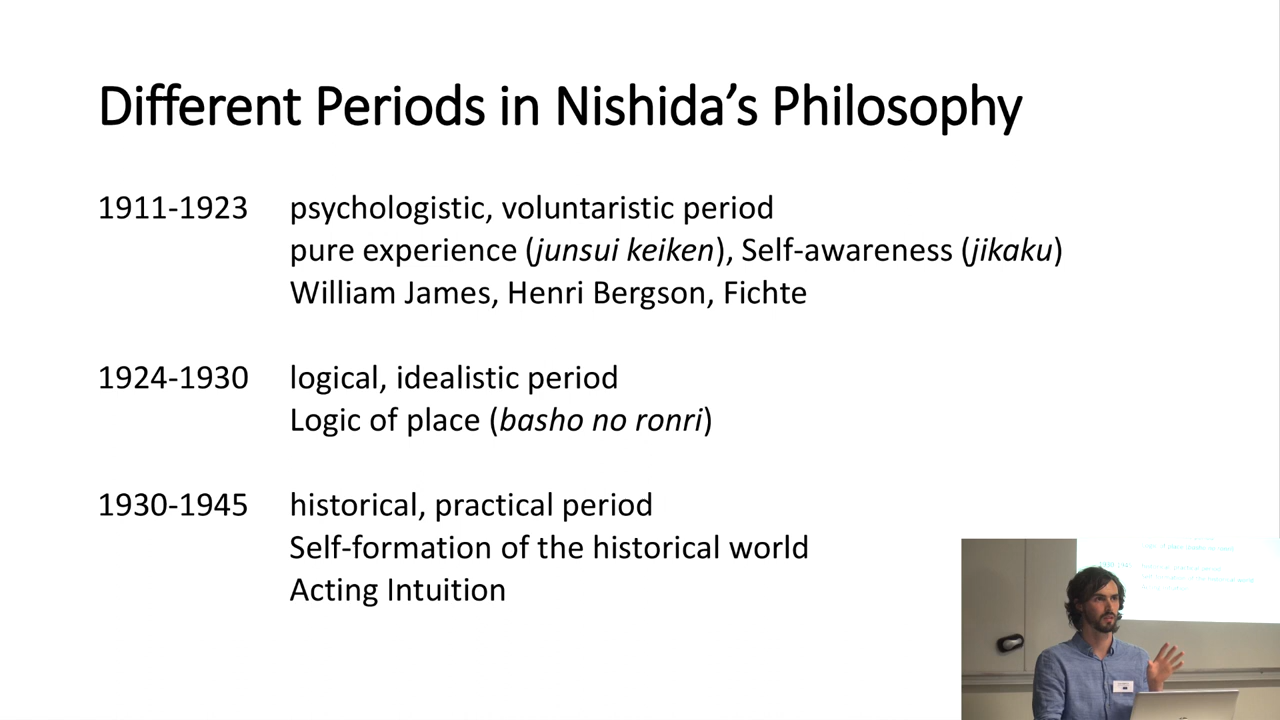 Different Periods in Nishida's Philosophy
1911-1923 psychologistic, voluntaristic period
pure experience (junsui keiken), Self-awareness (jikaku)
William James, Henri Bergson, Fichte
1924-1930 logical, idealistic period
Logic of place (basho no ronri)
1930-1945 historical, practical period
Self-formation of the historical world
Acting Intuition